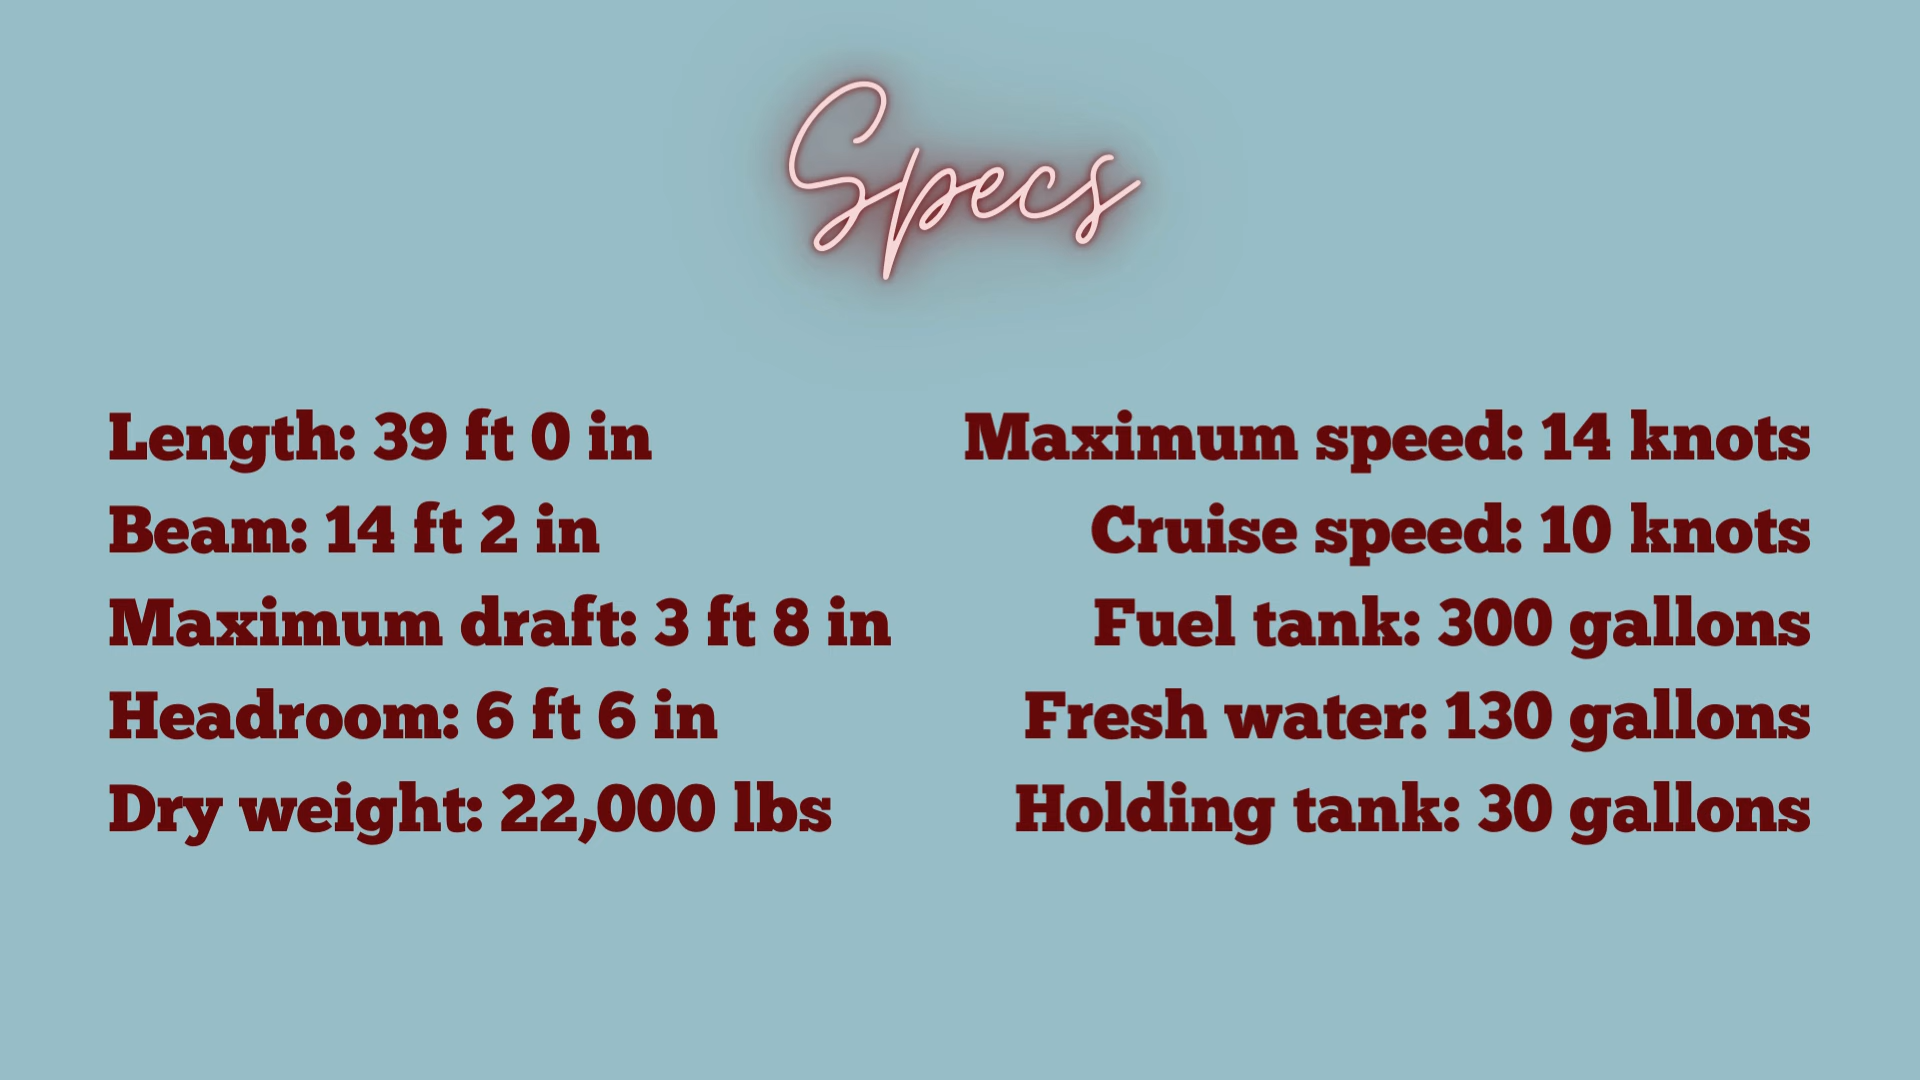 Specs
Length: 39 ft 0 in
Beam: 14 ft 2 in
Maximum draft: 3 ft 8 in
Headroom: 6 ft 6 in
Dry weight: 22,000 lbs
Maximum speed: 14 knots
Cruise speed: 10 knots
Fuel tank: 300 gallons
Fresh water: 130 gallons
Holding tank: 30 gallons